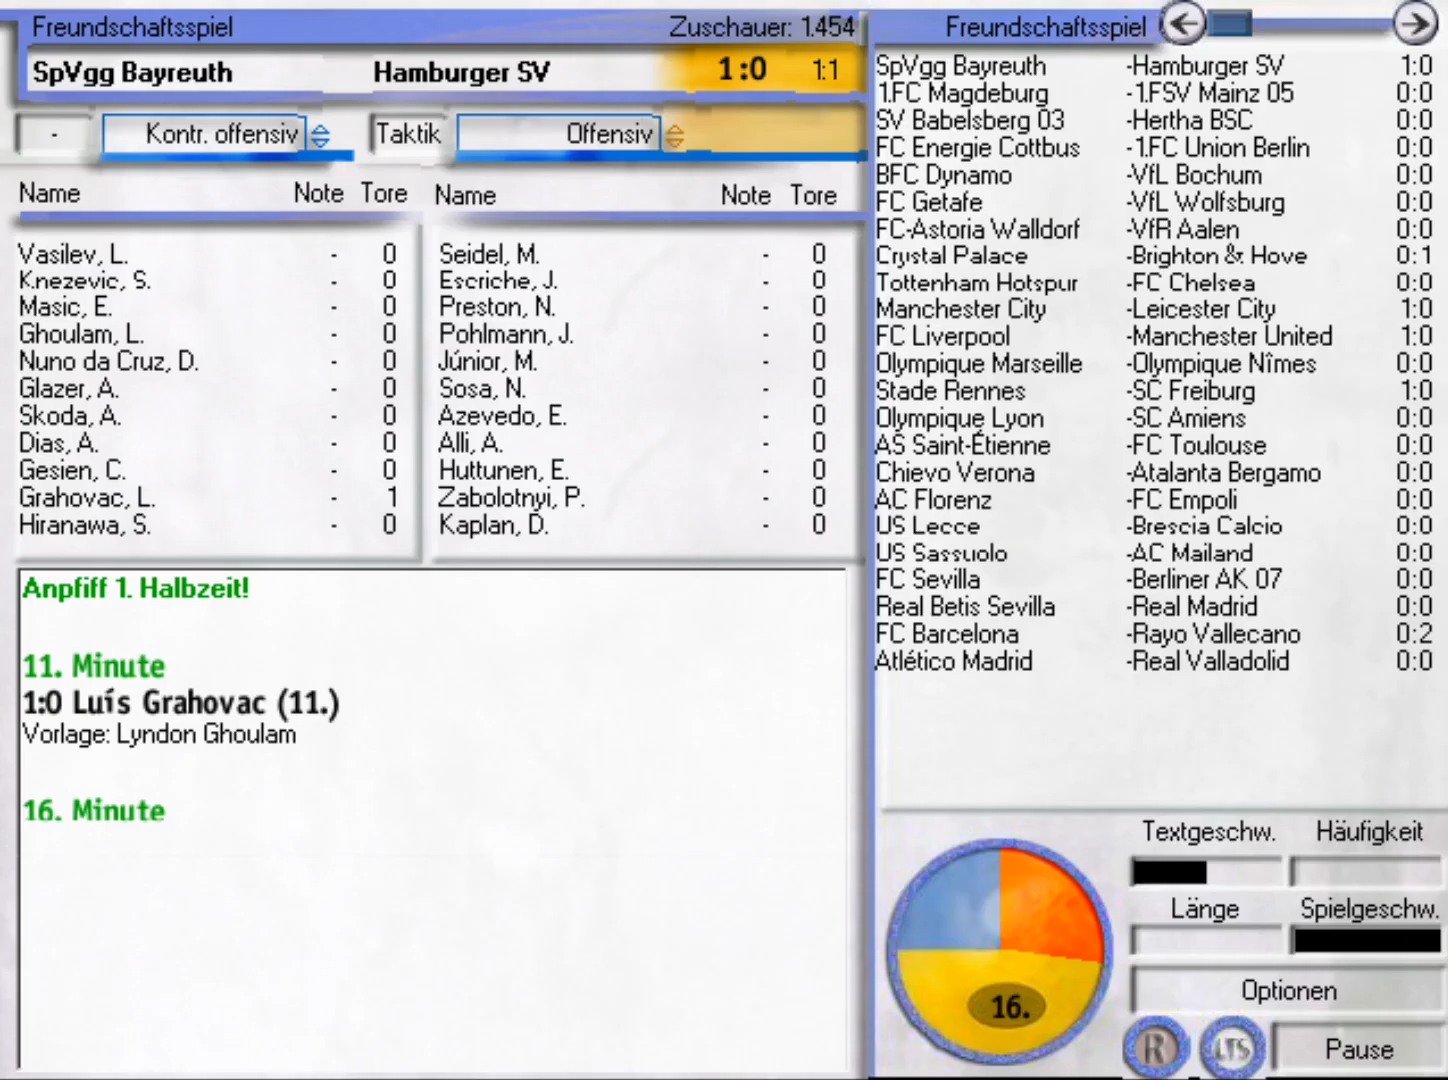 Freundschaftsspiel Zuschauer: 1.454
SpVgg Bayreuth Hamburger SV 1:0 1:1
- Kontr. offensiv Taktik Offensiv
Name Note Tore Name Note Tore
Vasilev, L. - 0 Seidel, M. - 0
Knezevic, S. - 0 Escriche, J. - 0
Masic, E. - 0 Preston, N. - 0
Ghoulam, L. - 0 Pohlmann, J. - 0
Nuno da Cruz, D. - 0 Júnior, M. - 0
Glazer, A. - 0 Sosa, N. - 0
Skoda, A. - 0 Azevedo, E. - 0
Dias, A. - 0 Alli, A. - 0
Gesien, C. - 0 Huttunen, E. - 0
Grahovac, L. - 1 Zabolotnyi, P. - 0
Hiranawa, S. - 0 Kaplan, D. - 0
Anpfiff 1. Halbzeit!
11. Minute
1:0 Luís Grahovac (11.)
Vorlage: Lyndon Ghoulam
16. Minute
Freundschaftsspiel
SpVgg Bayreuth -Hamburger SV 1:0
1.FC Magdeburg -1.FSV Mainz 05 0:0
SV Babelsberg 03 -Hertha BSC 0:0
FC Energie Cottbus -1.FC Union Berlin 0:0
BFC Dynamo -VfL Bochum 0:0
FC Getafe -VfL Wolfsburg 0:0
FC-Astoria Walldorf -VfR Aalen 0:0
Crystal Palace -Brighton & Hove 0:1
Tottenham Hotspur -FC Chelsea 0:0
Manchester City -Leicester City 1:0
FC Liverpool -Manchester United 1:0
Olympique Marseille -Olympique Nîmes 0:0
Stade Rennes -SC Freiburg 1:0
Olympique Lyon -SC Amiens 0:0
AS Saint-Étienne -FC Toulouse 0:0
Chievo Verona -Atalanta Bergamo 0:0
AC Florenz -FC Empoli 0:0
US Lecce -Brescia Calcio 0:0
US Sassuolo -AC Mailand 0:0
FC Sevilla -Berliner AK 07 0:0
Real Betis Sevilla -Real Madrid 0:0
FC Barcelona -Rayo Vallecano 0:2
Atlético Madrid -Real Valladolid 0:0
Textgeschw. Häufigkeit
Länge Spielgeschw.
16.
Optionen
R LTS Pause